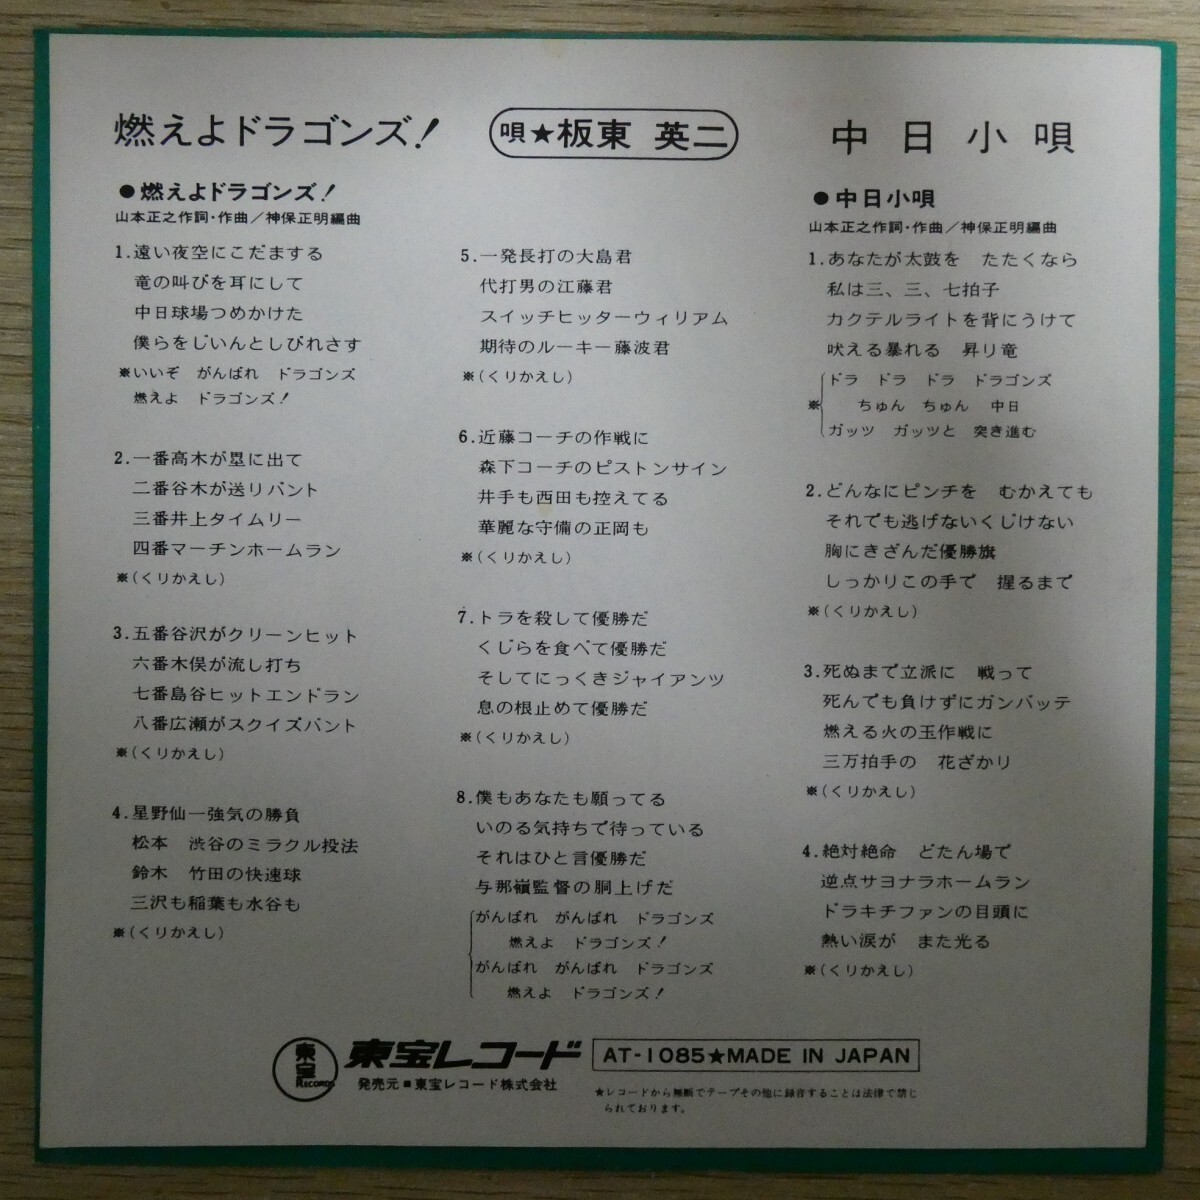 燃えよドラゴンズ!
唄★板東 英二
中日小唄
●燃えよドラゴンズ!
山本正之作詞・作曲/神保正明編曲
1.遠い夜空にこだまする
竜の叫びを耳にして
中日球場つめかけた
僕らをじいんとしびれさす
※いいぞ がんばれ ドラゴンズ
燃えよ ドラゴンズ!
2.一番高木が塁に出て
二番谷木が送りバント
三番井上タイムリー
四番マーチンホームラン
※(くりかえし)
3.五番谷沢がクリーンヒット
六番木俣が流し打ち
七番島谷ヒットエンドラン
八番広瀬がスクイズバント
※(くりかえし)
4.星野仙一強気の勝負
松本 渋谷のミラクル投法
鈴木 竹田の快速球
三沢も稲葉も水谷も
※(くりかえし)
5.一発長打の大島君
代打男の江藤君
スイッチヒッターウィリアム
期待のルーキー藤波君
※(くりかえし)
6.近藤コーチの作戦に
森下コーチのピストンサイン
井手も西田も控えてる
華麗な守備の正岡も
※(くりかえし)
7.トラを殺して優勝だ
くじらを食べて優勝だ
そしてにっくきジャイアンツ
息の根止めて優勝だ
※(くりかえし)
8.僕もあなたも願ってる
いのる気持ちで待っている
それはひと言優勝だ
与那嶺監督の胴上げだ
がんばれ がんばれ ドラゴンズ
燃えよ ドラゴンズ!
がんばれ がんばれ ドラゴンズ
燃えよ ドラゴンズ!
●中日小唄
山本正之作詞・作曲/神保正明編曲
1.あなたが太鼓を たたくなら
私は三、三、七拍子
カクテルライトを背にうけて
吠える暴れる 昇り竜
※ドラ ドラ ドラ ドラゴンズ
ちゅん ちゅん 中日
ガッツ ガッツと 突き進む
2.どんなにピンチを むかえても
それでも逃げないくじけない
胸にきざんだ優勝旗
しっかりこの手で 握るまで
※(くりかえし)
3.死ぬまで立派に 戦って
死んでも負けずにガンバッテ
燃える火の玉作戦に
三万拍手の 花ざかり
※(くりかえし)
4.絶対絶命 どたん場で
逆点サヨナラホームラン
ドラキチファンの目頭に
熱い涙が また光る
※(くりかえし)
東宝
RECORDS
東宝レコード
発売元■東宝レコード株式会社
AT-1085★MADE IN JAPAN
★レコードから無断でテープその他に録音することは法律で禁じ
られております。